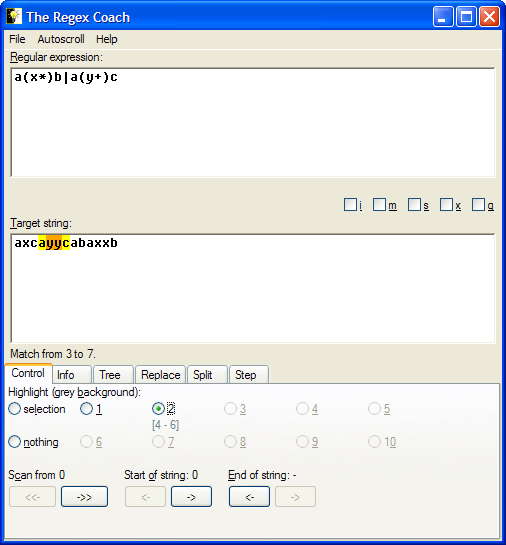 The Regex Coach
File Autoscroll Help
Regular expression:
a(x*)b|a(y+)c
i m s x g
Target string:
axcayycabaxxb
Match from 3 to 7.
Control Info Tree Replace Split Step
Highlight (grey background):
selection 1 2 3 4 5
[4 - 6]
nothing 6 7 8 9 10
Scan from 0 Start of string: 0 End of string: -
<<- ->> <- -> <- ->